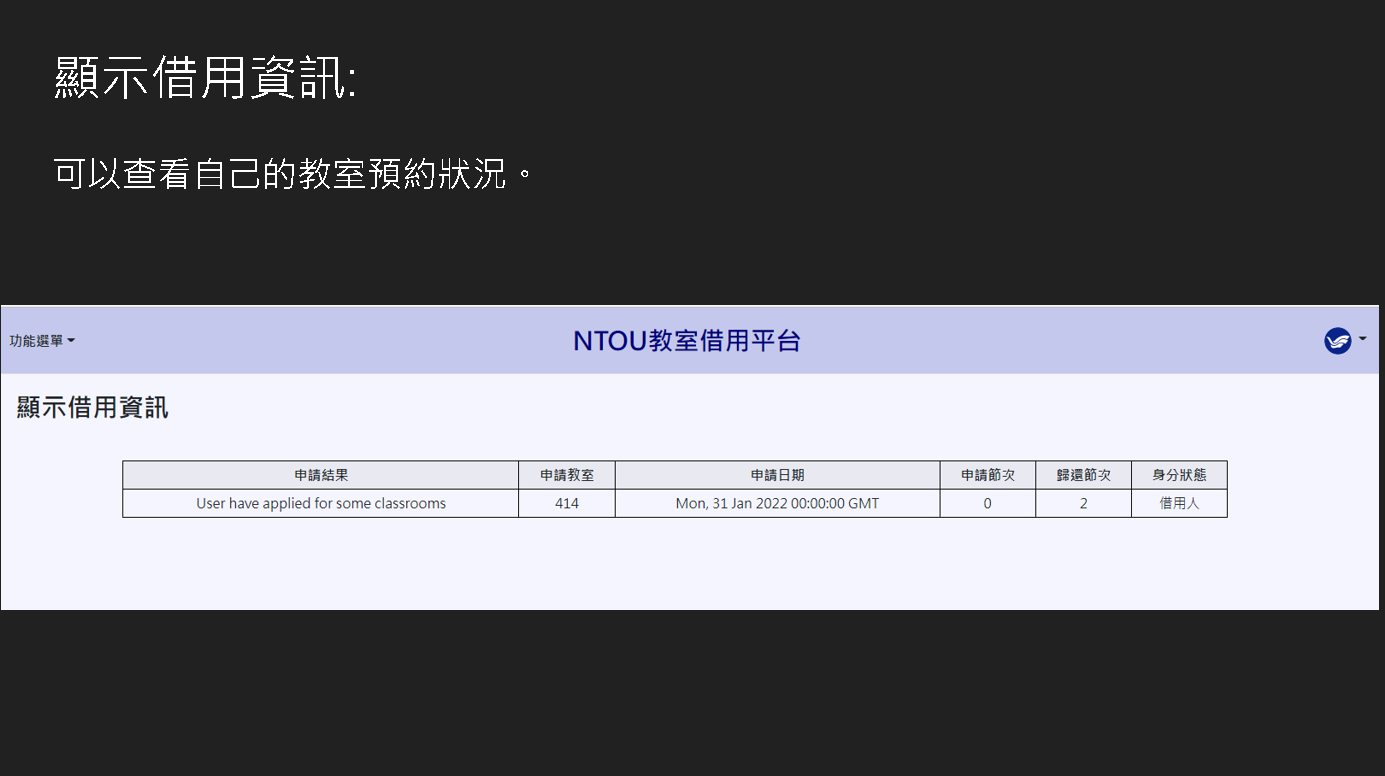 顯示借用資訊:
可以查看自己的教室預約狀況。
功能選單 NTOU教室借用平台
顯示借用資訊
申請結果 申請教室 申請日期 申請節次 歸還節次 身分狀態
User have applied for some classrooms 414 Mon, 31 Jan 2022 00:00:00 GMT 0 2 借用人